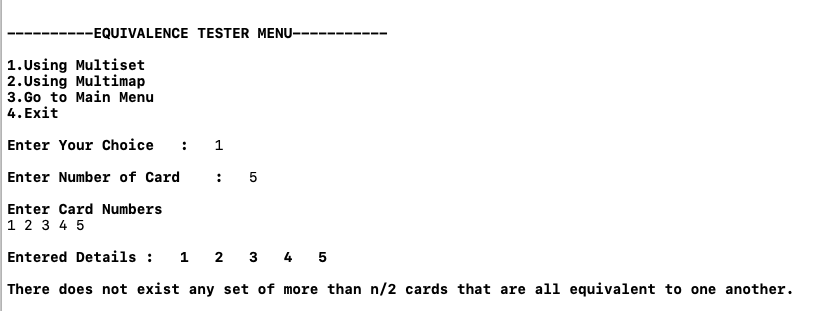 ----------EQUIVALENCE TESTER MENU-----------
1.Using Multiset
2.Using Multimap
3.Go to Main Menu
4.Exit
Enter Your Choice   :   1
Enter Number of Card    :   5
Enter Card Numbers
1 2 3 4 5
Entered Details :   1   2   3   4   5
There does not exist any set of more than n/2 cards that are all equivalent to one another.